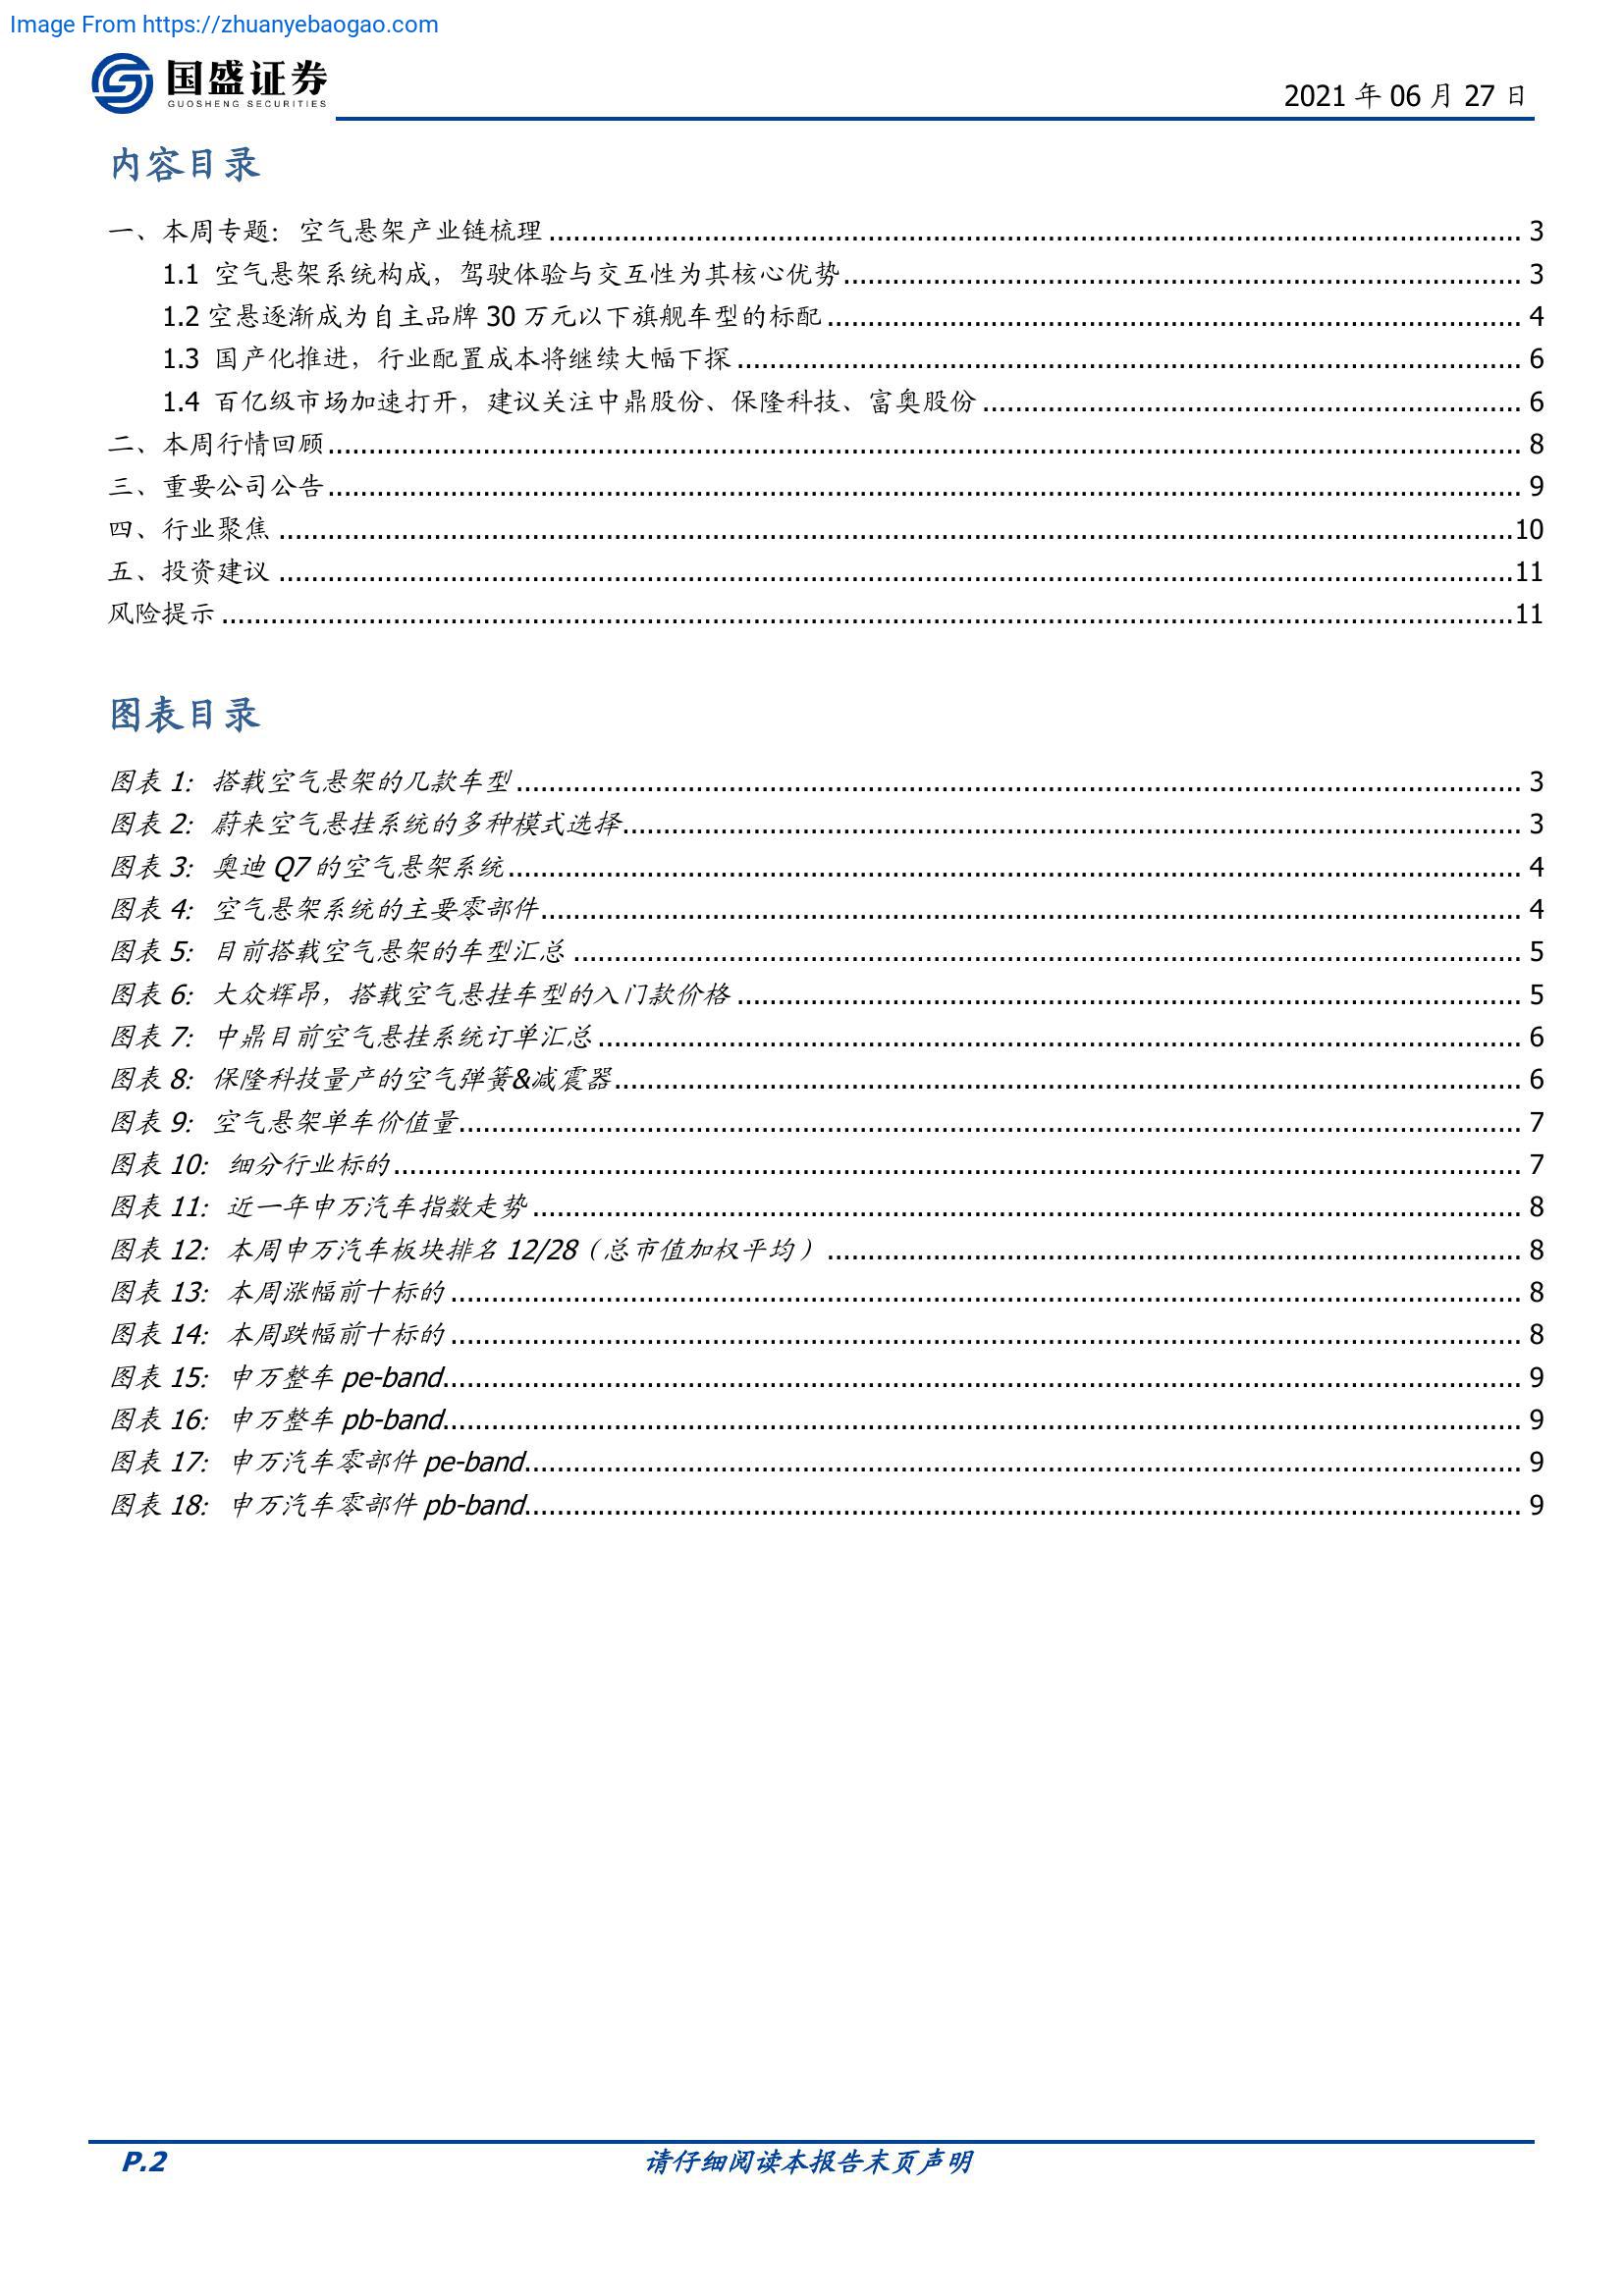 Image From https://zhuanyebaogao.com
国盛证券
GUOSHENG SECURITIES
2021 年 06 月 27 日
内容目录
一、本周专题：空气悬架产业链梳理 3
1.1 空气悬架系统构成，驾驶体验与交互性为其核心优势 3
1.2 空悬逐渐成为自主品牌 30 万元以下旗舰车型的标配 4
1.3 国产化推进，行业配置成本将继续大幅下探 6
1.4 百亿级市场加速打开，建议关注中鼎股份、保隆科技、富奥股份 6
二、本周行情回顾 8
三、重要公司公告 9
四、行业聚焦 10
五、投资建议 11
风险提示 11
图表目录
图表 1：搭载空气悬架的几款车型 3
图表 2：蔚来空气悬挂系统的多种模式选择 3
图表 3：奥迪 Q7 的空气悬架系统 4
图表 4：空气悬架系统的主要零部件 4
图表 5：目前搭载空气悬架的车型汇总 5
图表 6：大众辉昂，搭载空气悬挂车型的入门款价格 5
图表 7：中鼎目前空气悬挂系统订单汇总 6
图表 8：保隆科技量产的空气弹簧&减震器 6
图表 9：空气悬架单车价值量 7
图表 10：细分行业标的 7
图表 11：近一年申万汽车指数走势 8
图表 12：本周申万汽车板块排名 12/28（总市值加权平均） 8
图表 13：本周涨幅前十标的 8
图表 14：本周跌幅前十标的 8
图表 15：申万整车 pe-band 9
图表 16：申万整车 pb-band 9
图表 17：申万汽车零部件 pe-band 9
图表 18：申万汽车零部件 pb-band 9
P.2
请仔细阅读本报告末页声明